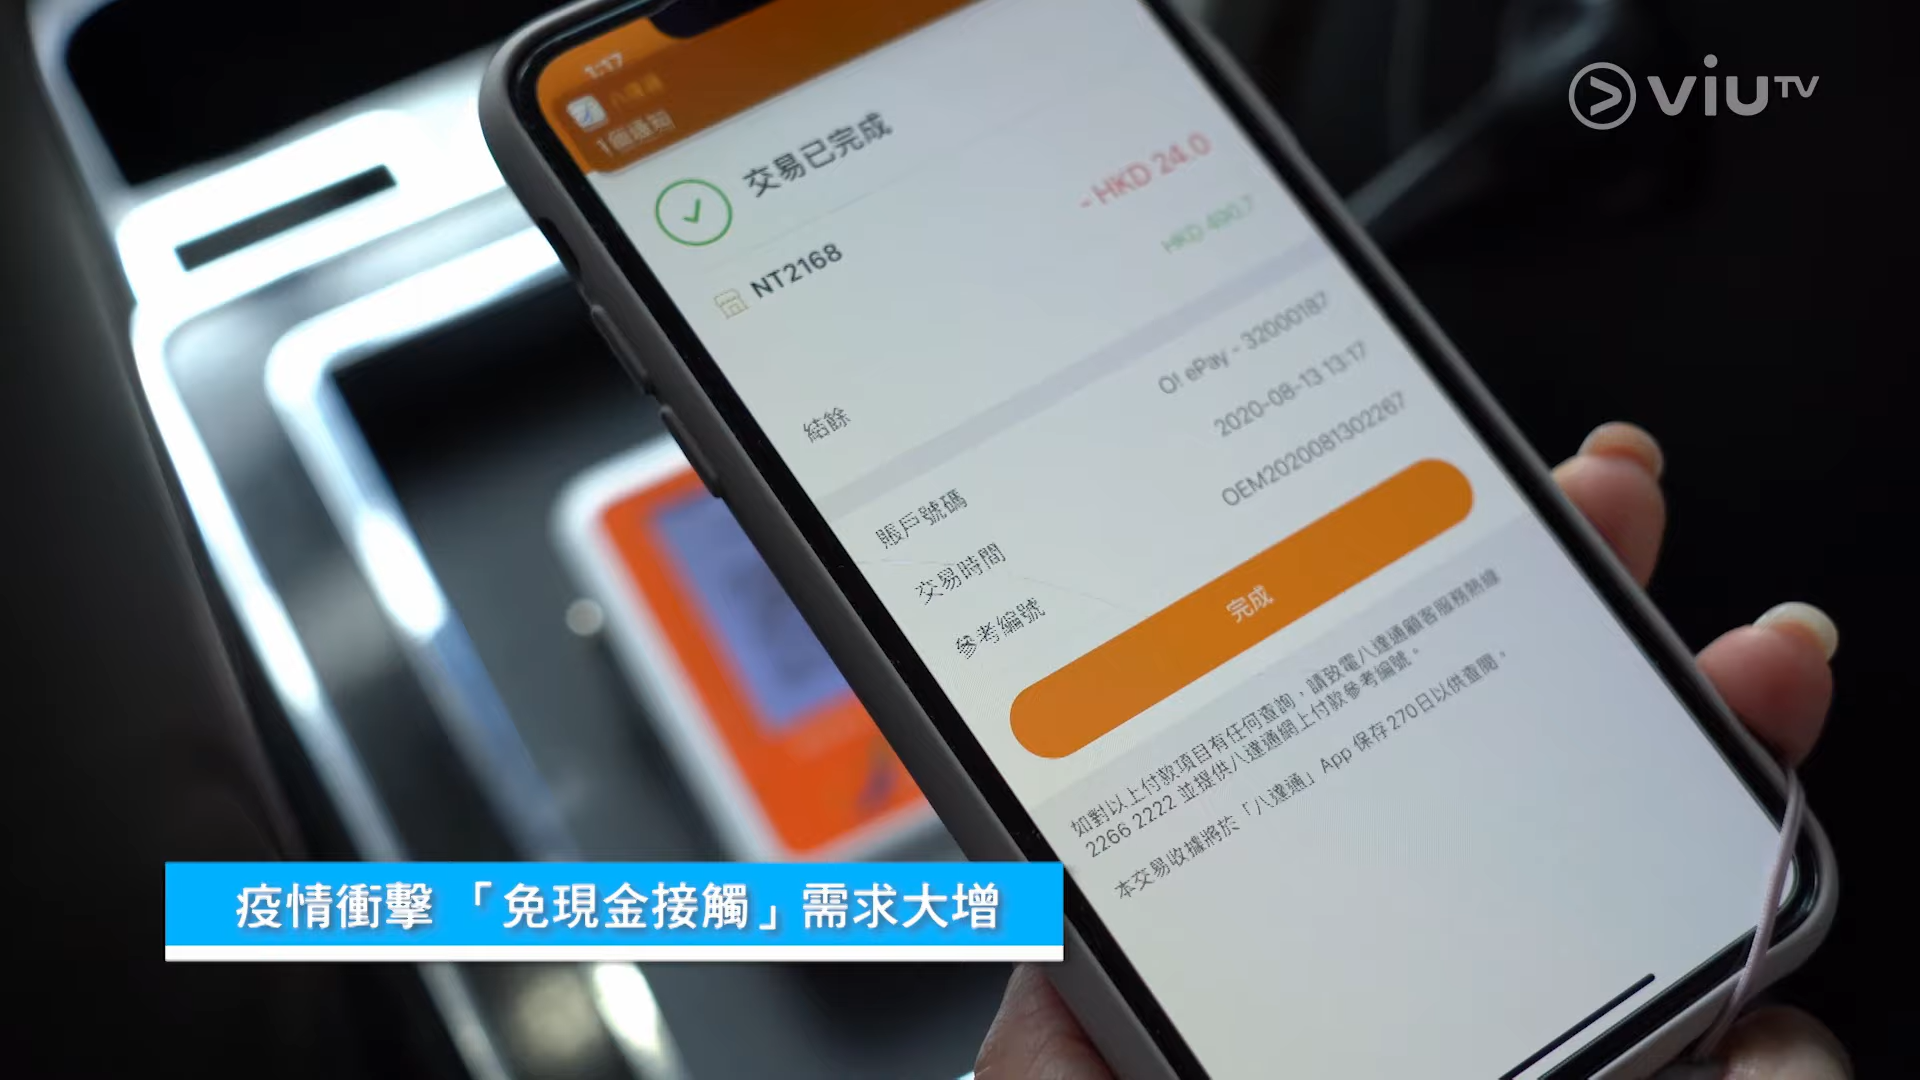 viuTV
1:17
八達通
1個通知
交易已完成
NT2168
- HKD 24.0
結餘
HKD 490.7
賬戶號碼
O! ePay - 32000187
交易時間
2020-08-13 13:17
參考編號
OEM2020081302267
完成
如對以上付款項目有任何查詢，請致電八達通顧客服務熱線
2266 2222 並提供八達通網上付款參考編號。
本交易收據將於「八達通」App 保存 270日以供查閱。
疫情衝擊 「免現金接觸」需求大增